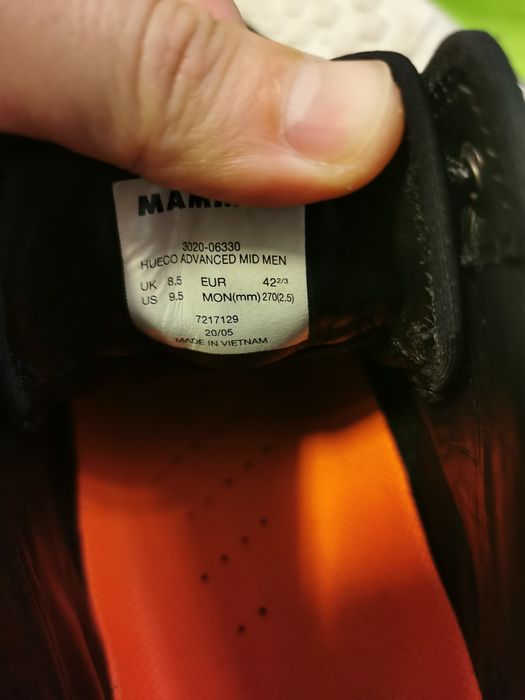 3020-06330
HUECO ADVANCED MID MEN
UK 8.5 EUR 42 2/3
US 9.5 MON(mm) 270(2.5)
7217129
20/05
MADE IN VIETNAM